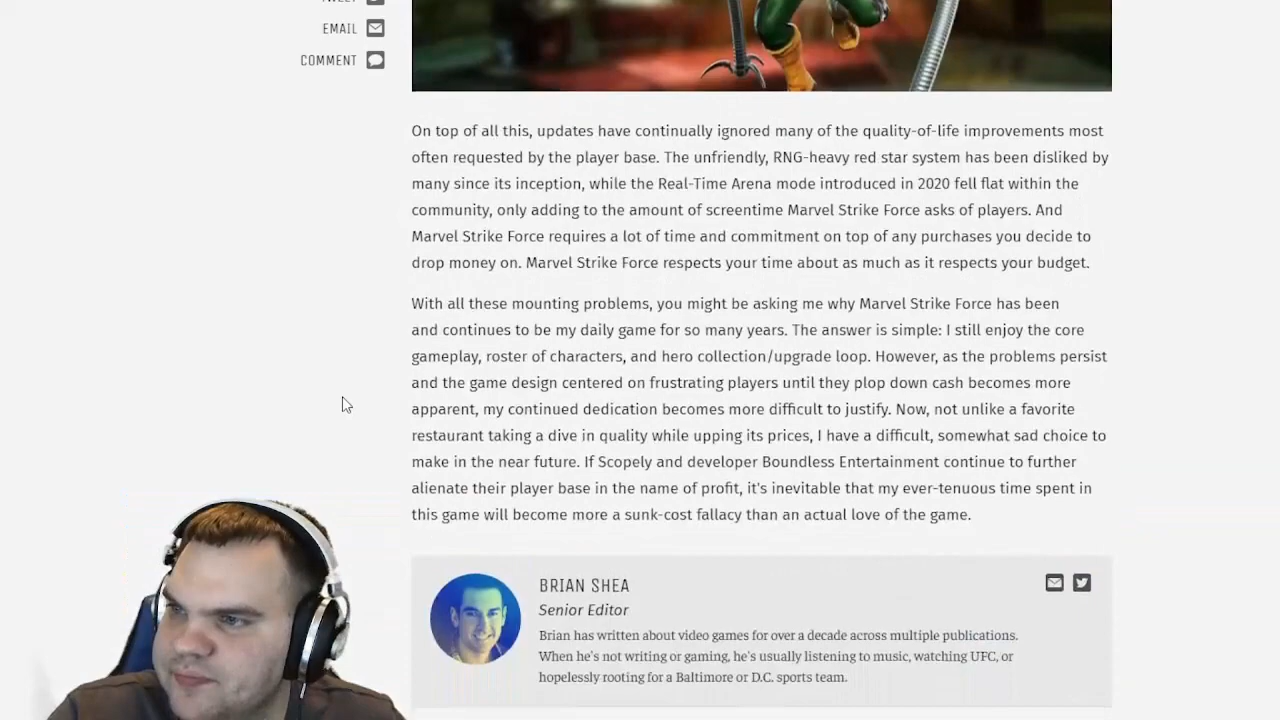 TWEET
EMAIL
COMMENT
On top of all this, updates have continually ignored many of the quality-of-life improvements most
often requested by the player base. The unfriendly, RNG-heavy red star system has been disliked by
many since its inception, while the Real-Time Arena mode introduced in 2020 fell flat within the
community, only adding to the amount of screentime Marvel Strike Force asks of players. And
Marvel Strike Force requires a lot of time and commitment on top of any purchases you decide to
drop money on. Marvel Strike Force respects your time about as much as it respects your budget.
With all these mounting problems, you might be asking me why Marvel Strike Force has been
and continues to be my daily game for so many years. The answer is simple: I still enjoy the core
gameplay, roster of characters, and hero collection/upgrade loop. However, as the problems persist
and the game design centered on frustrating players until they plop down cash becomes more
apparent, my continued dedication becomes more difficult to justify. Now, not unlike a favorite
restaurant taking a dive in quality while upping its prices, I have a difficult, somewhat sad choice to
make in the near future. If Scopely and developer Boundless Entertainment continue to further
alienate their player base in the name of profit, it's inevitable that my ever-tenuous time spent in
this game will become more a sunk-cost fallacy than an actual love of the game.
BRIAN SHEA
Senior Editor
Brian has written about video games for over a decade across multiple publications.
When he's not writing or gaming, he's usually listening to music, watching UFC, or
hopelessly rooting for a Baltimore or D.C. sports team.